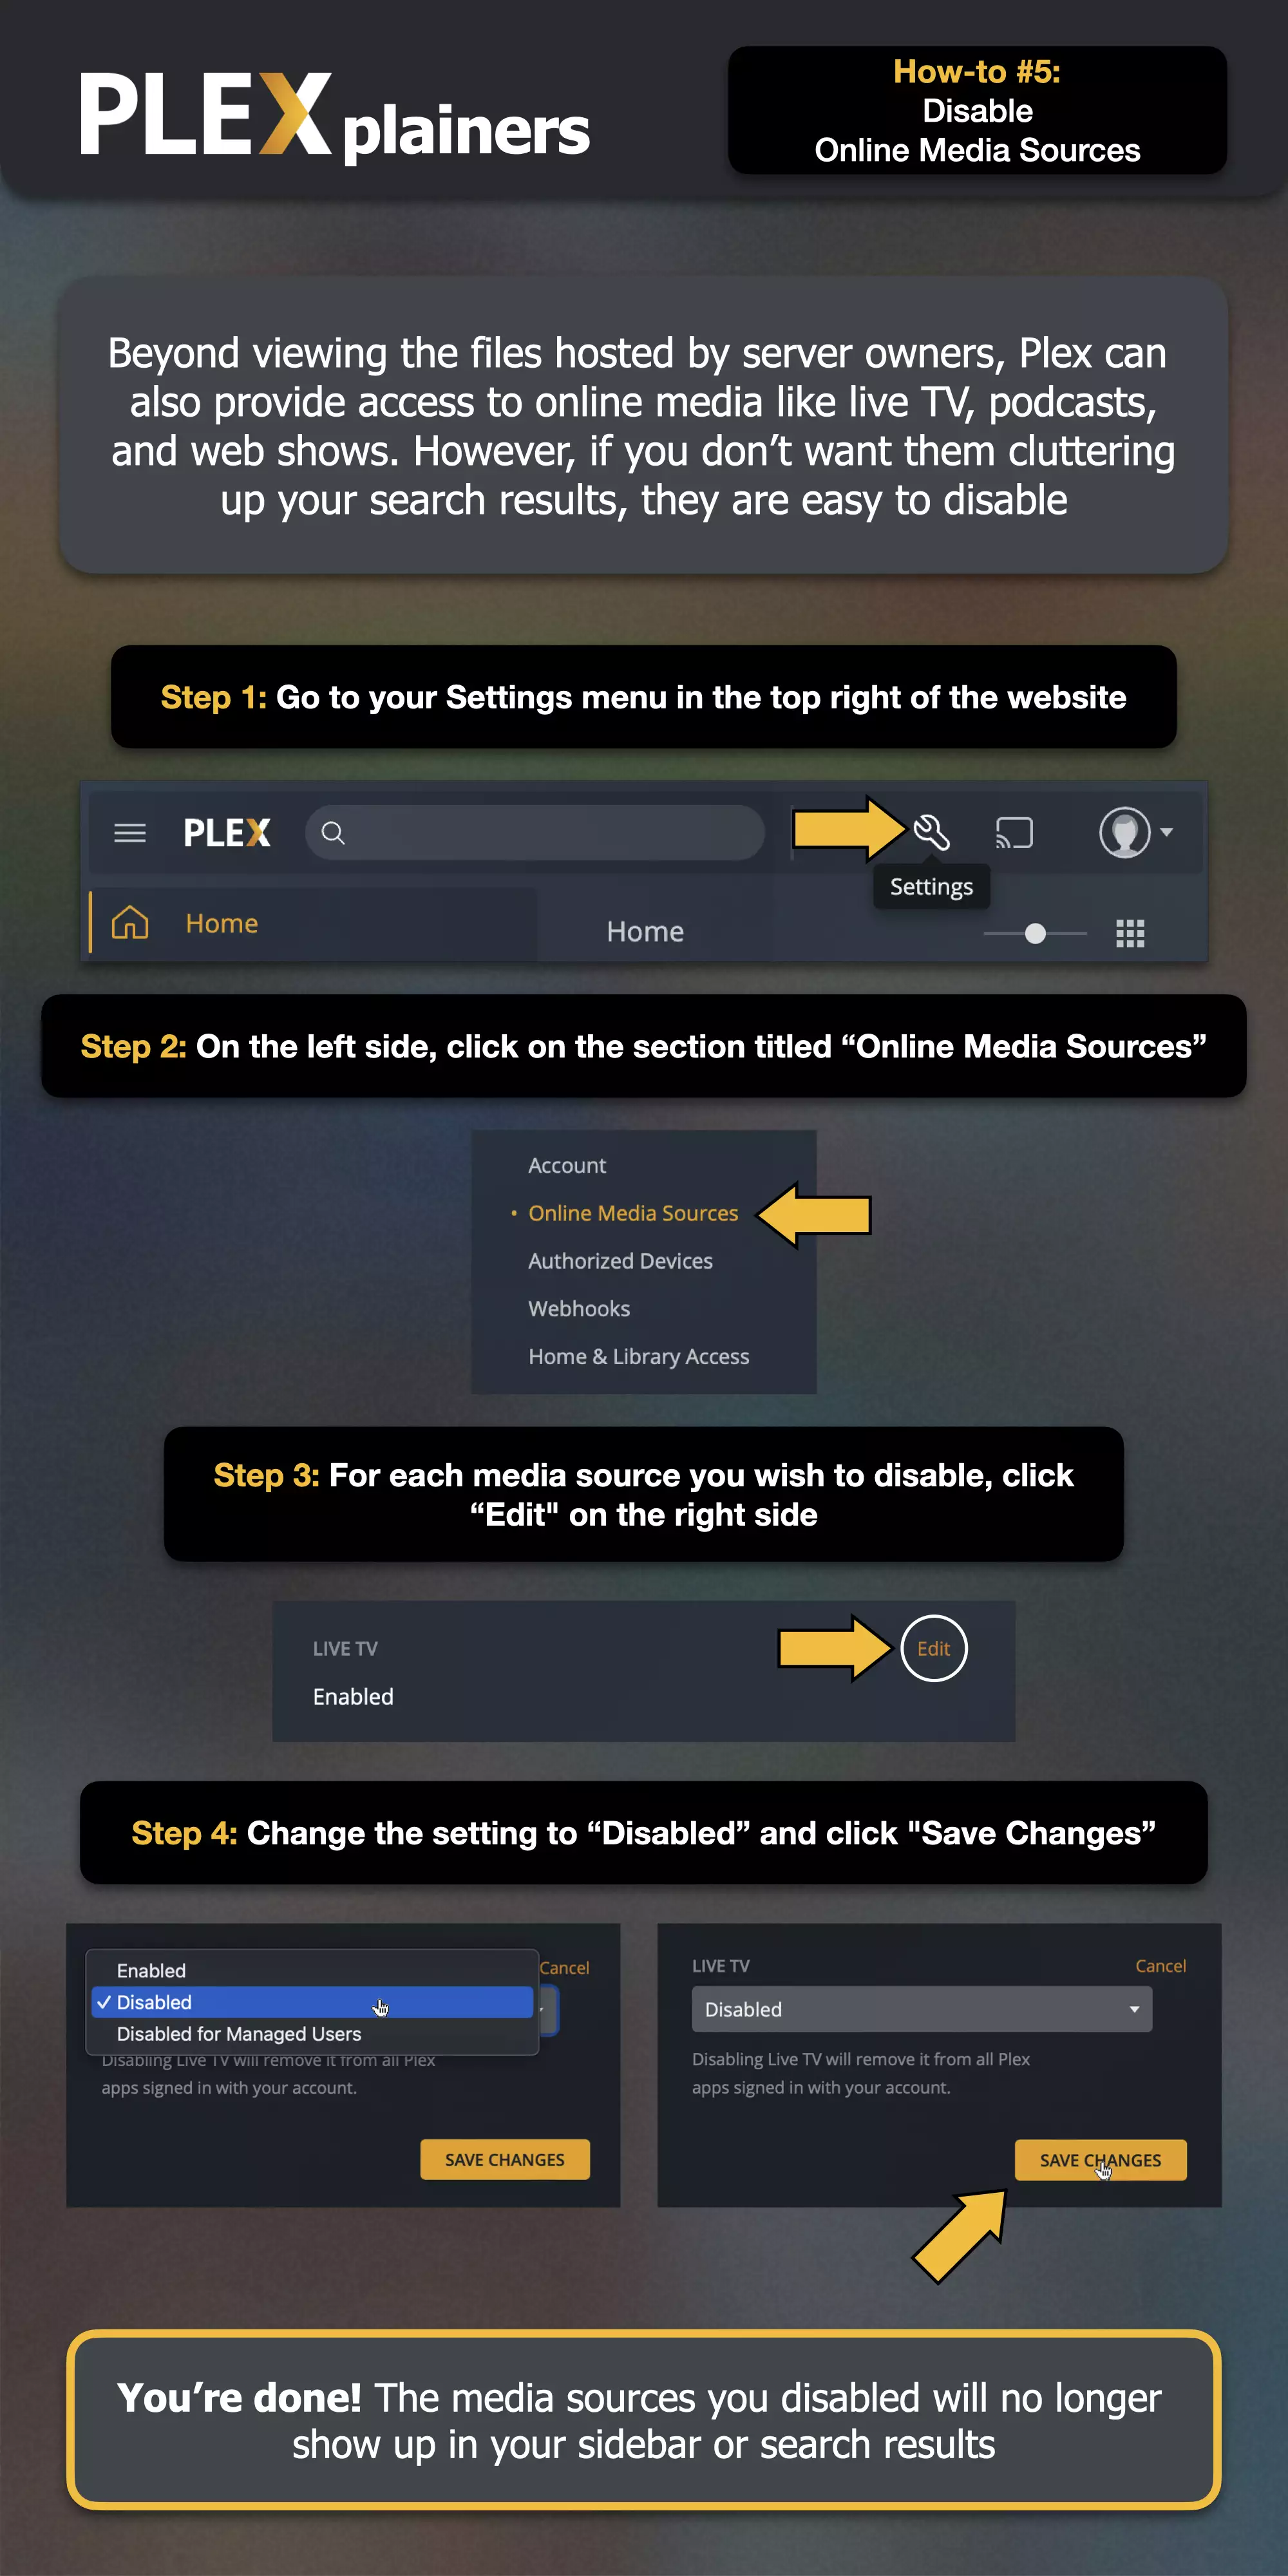 PLEXplainers
How-to #5:
Disable
Online Media Sources
Beyond viewing the files hosted by server owners, Plex can
also provide access to online media like live TV, podcasts,
and web shows. However, if you don’t want them cluttering
up your search results, they are easy to disable
Step 1: Go to your Settings menu in the top right of the website
PLEX
Settings
Home
Home
Step 2: On the left side, click on the section titled “Online Media Sources”
Account
• Online Media Sources
Authorized Devices
Webhooks
Home & Library Access
Step 3: For each media source you wish to disable, click
“Edit" on the right side
LIVE TV
Edit
Enabled
Step 4: Change the setting to “Disabled” and click "Save Changes”
Enabled
Cancel
✓ Disabled
Disabled for Managed Users
Disabling Live TV will remove it from all Plex
apps signed in with your account.
SAVE CHANGES
LIVE TV
Cancel
Disabled
Disabling Live TV will remove it from all Plex
apps signed in with your account.
SAVE CHANGES
You’re done! The media sources you disabled will no longer
show up in your sidebar or search results